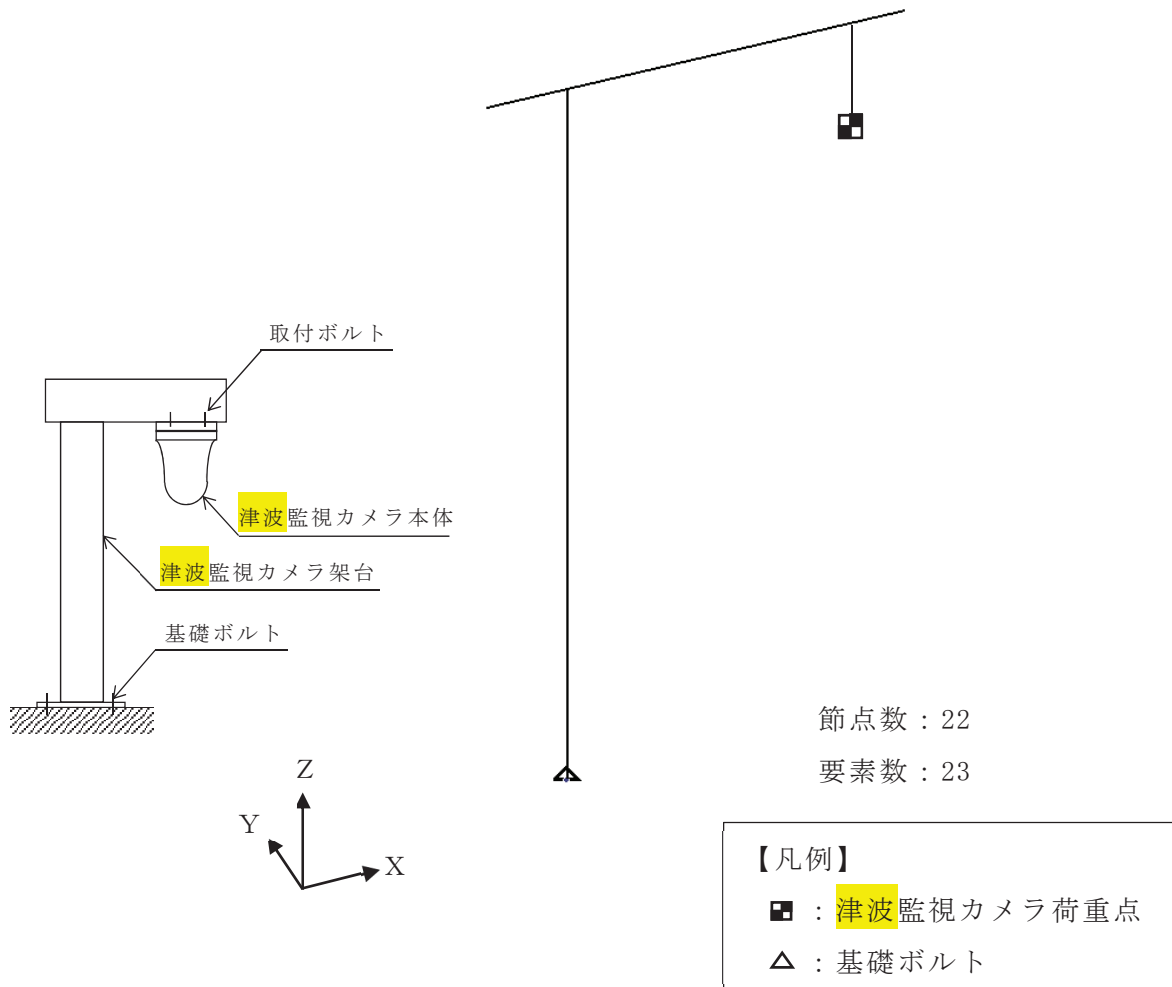 取付ボルト
津波監視カメラ本体
津波監視カメラ架台
基礎ボルト
Z
Y
X
節点数：22
要素数：23
【凡例】
：津波監視カメラ荷重点
：基礎ボルト